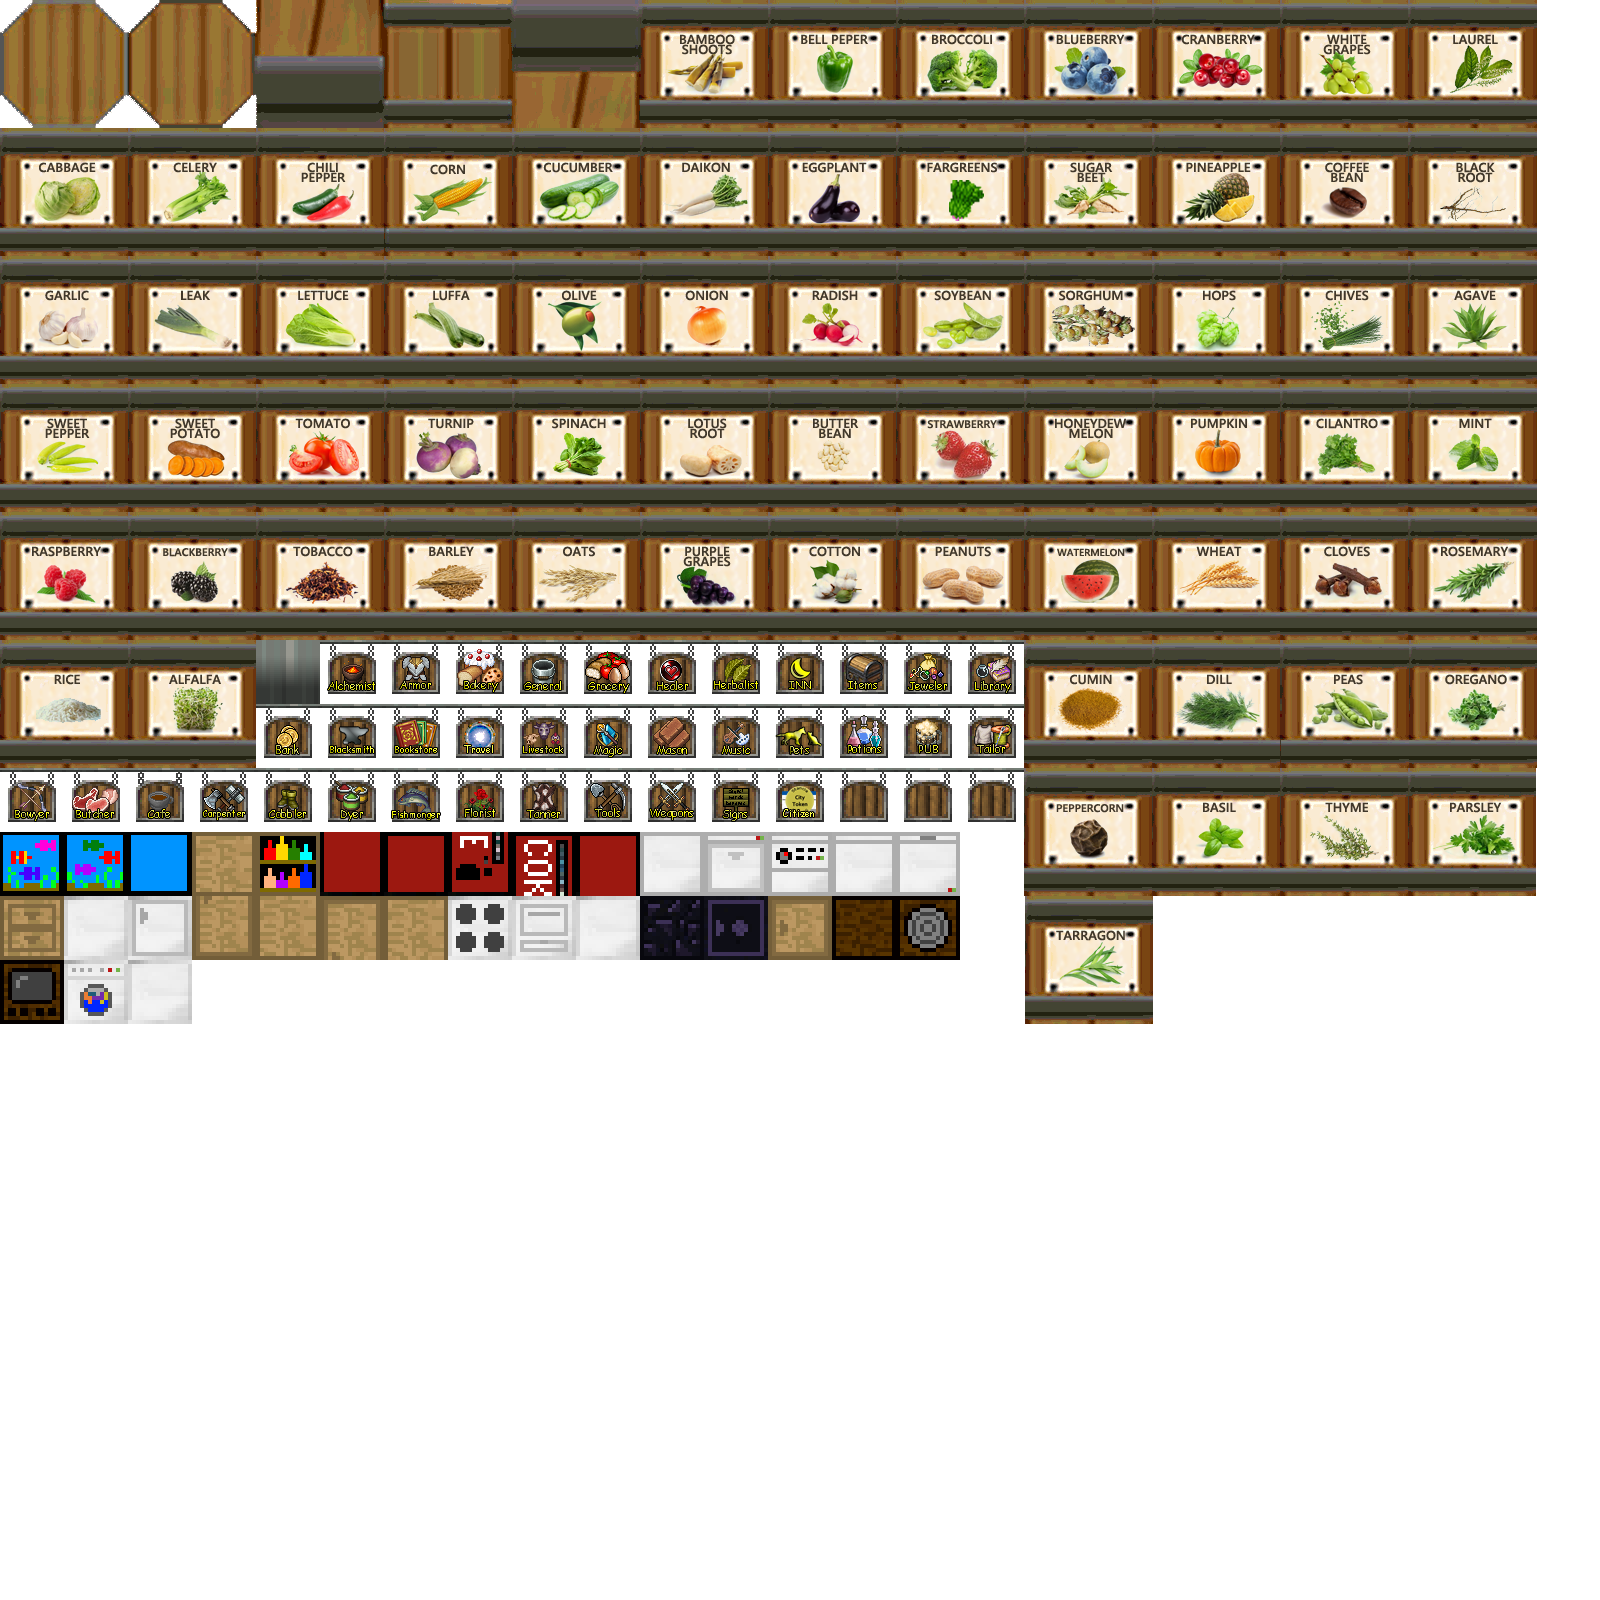 BAMBOO
SHOOTS
BELL PEPER
BROCCOLI
BLUEBERRY
CRANBERRY
WHITE
GRAPES
LAUREL
CABBAGE
CELERY
CHILI
PEPPER
CORN
CUCUMBER
DAIKON
EGGPLANT
FARGREENS
SUGAR
BEET
PINEAPPLE
COFFEE
BEAN
BLACK
ROOT
GARLIC
LEAK
LETTUCE
LUFFA
OLIVE
ONION
RADISH
SOYBEAN
SORGHUM
HOPS
CHIVES
AGAVE
SWEET
PEPPER
SWEET
POTATO
TOMATO
TURNIP
SPINACH
LOTUS
ROOT
BUTTER
BEAN
STRAWBERRY
HONEYDEW
MELON
PUMPKIN
CILANTRO
MINT
RASPBERRY
BLACKBERRY
TOBACCO
BARLEY
OATS
PURPLE
GRAPES
COTTON
PEANUTS
WATERMELON
WHEAT
CLOVES
ROSEMARY
RICE
ALFALFA
Alchemist
Armor
Bakery
General
Grocery
Healer
Herbalist
INN
Items
Jeweler
Library
CUMIN
DILL
PEAS
OREGANO
Bank
Blacksmith
Bookstore
Travel
Livestock
Magic
Mason
Music
Pets
Potions
PUB
Tailor
Bowyer
Butcher
Cafe
Carpenter
Cobbler
Dyer
Fishmonger
Florist
Tanner
Tools
Weapons
Signs
City
Token
Citizen
PEPPERCORN
BASIL
THYME
PARSLEY
E
COK
TARRAGON